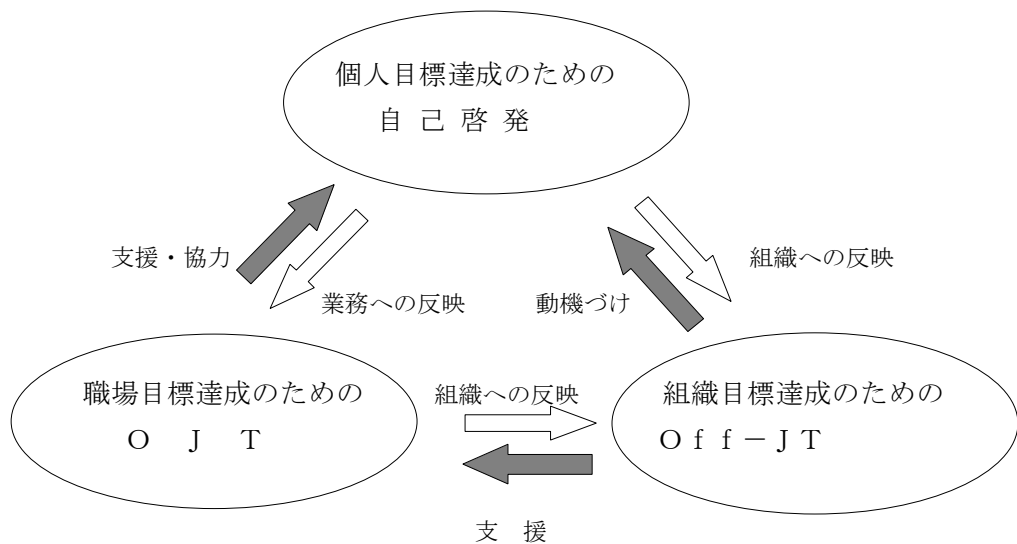 個人目標達成のための
自己啓発
支援・協力
業務への反映
動機づけ
組織への反映
職場目標達成のための
OJT
組織への反映
組織目標達成のための
Off-JT
支援